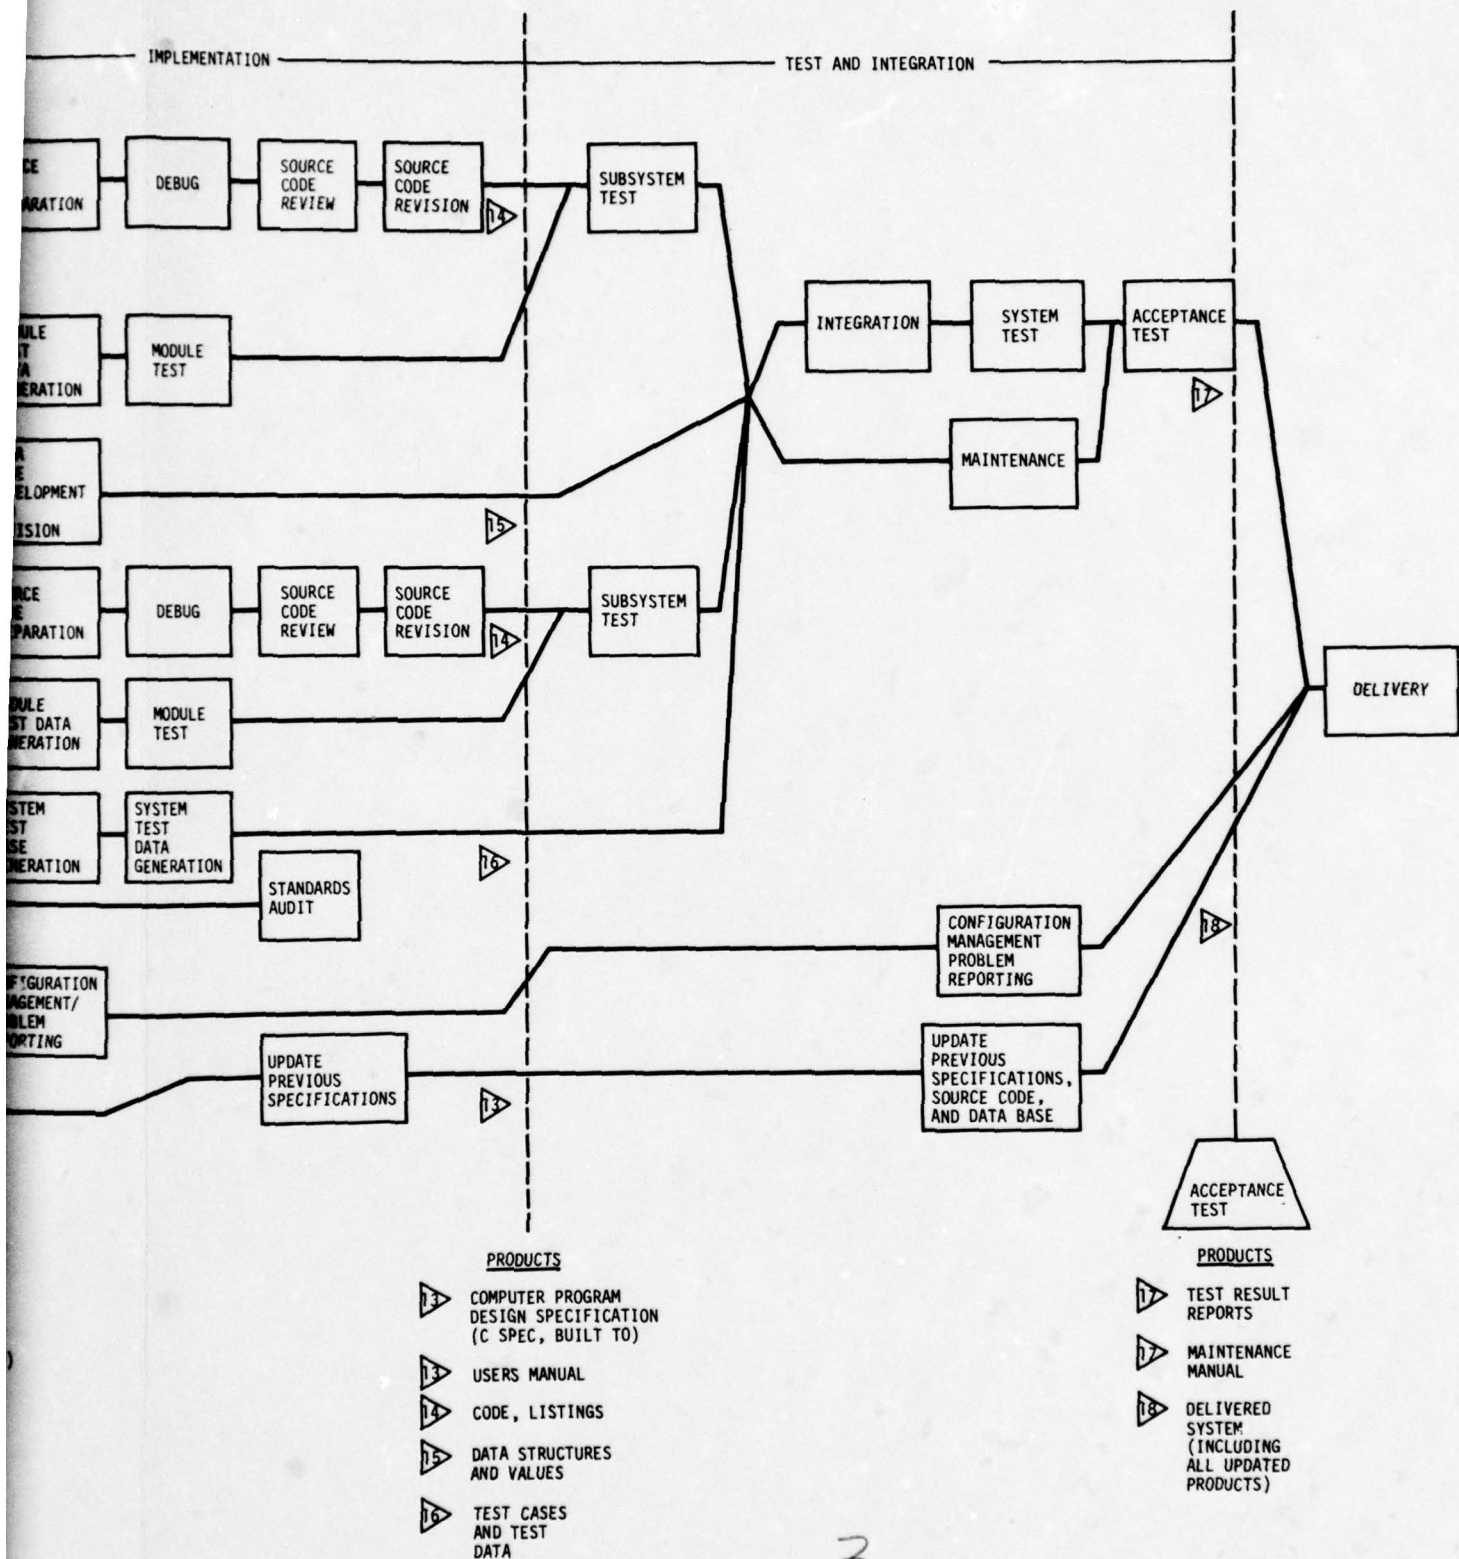 IMPLEMENTATION
TEST AND INTEGRATION
DEBUG
SOURCE
CODE
REVIEW
SOURCE
CODE
REVISION
14
SUBSYSTEM
TEST
MODULE
TEST
INTEGRATION
SYSTEM
TEST
ACCEPTANCE
TEST
17
MAINTENANCE
15
DEBUG
SOURCE
CODE
REVIEW
SOURCE
CODE
REVISION
14
SUBSYSTEM
TEST
DELIVERY
MODULE
TEST
DATA
SYSTEM
TEST
DATA
GENERATION
16
STANDARDS
AUDIT
CONFIGURATION
MANAGEMENT
PROBLEM
REPORTING
18
UPDATE
PREVIOUS
SPECIFICATIONS
13
UPDATE
PREVIOUS
SPECIFICATIONS,
SOURCE CODE,
AND DATA BASE
ACCEPTANCE
TEST
PRODUCTS
13 COMPUTER PROGRAM
DESIGN SPECIFICATION
(C SPEC, BUILT TO)
13 USERS MANUAL
14 CODE, LISTINGS
15 DATA STRUCTURES
AND VALUES
16 TEST CASES
AND TEST
DATA
PRODUCTS
17 TEST RESULT
REPORTS
17 MAINTENANCE
MANUAL
18 DELIVERED
SYSTEM
(INCLUDING
ALL UPDATED
PRODUCTS)